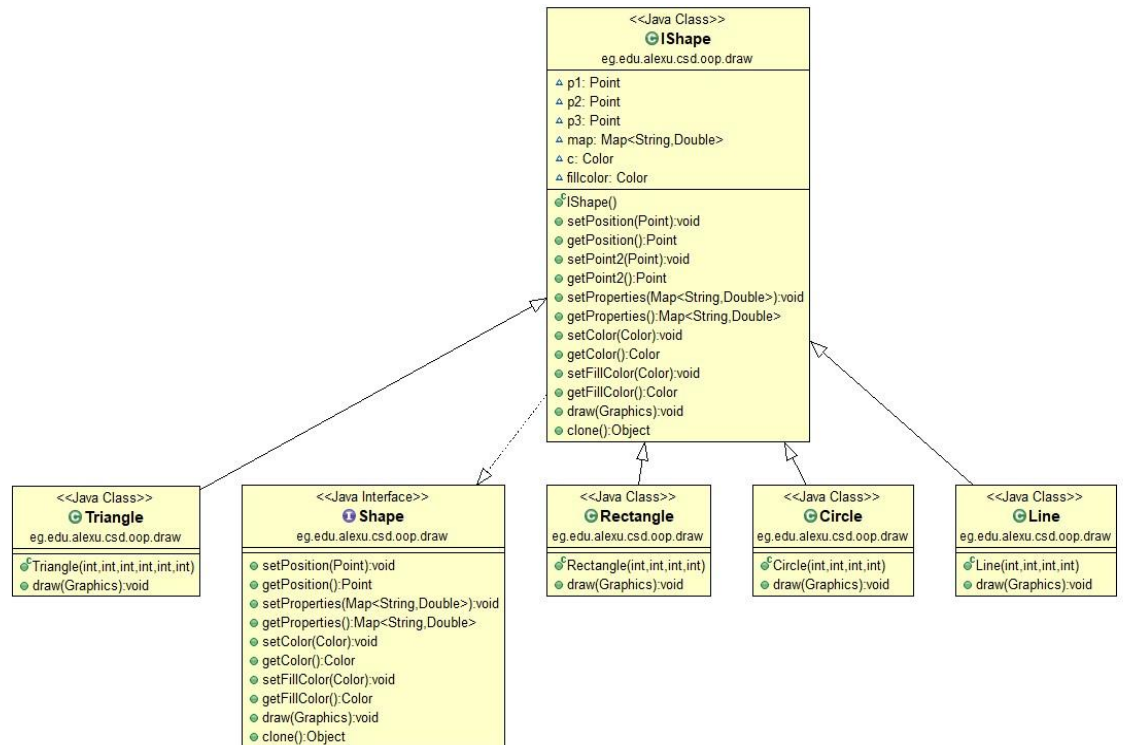 <<Java Class>>
IShape
eg.edu.alexu.csd.oop.draw
p1: Point
p2: Point
p3: Point
map: Map<String,Double>
c: Color
fillcolor: Color
IShape()
setPosition(Point):void
getPosition():Point
setPoint2(Point):void
getPoint2():Point
setProperties(Map<String,Double>):void
getProperties():Map<String,Double>
setColor(Color):void
getColor():Color
setFillColor(Color):void
getFillColor():Color
draw(Graphics):void
clone():Object
<<Java Class>>
Triangle
eg.edu.alexu.csd.oop.draw
Triangle(int,int,int,int,int,int)
draw(Graphics):void
<<Java Interface>>
Shape
eg.edu.alexu.csd.oop.draw
setPosition(Point):void
getPosition():Point
setProperties(Map<String,Double>):void
getProperties():Map<String,Double>
setColor(Color):void
getColor():Color
setFillColor(Color):void
getFillColor():Color
draw(Graphics):void
clone():Object
<<Java Class>>
Rectangle
eg.edu.alexu.csd.oop.draw
Rectangle(int,int,int,int)
draw(Graphics):void
<<Java Class>>
Circle
eg.edu.alexu.csd.oop.draw
Circle(int,int,int,int)
draw(Graphics):void
<<Java Class>>
Line
eg.edu.alexu.csd.oop.draw
Line(int,int,int,int)
draw(Graphics):void